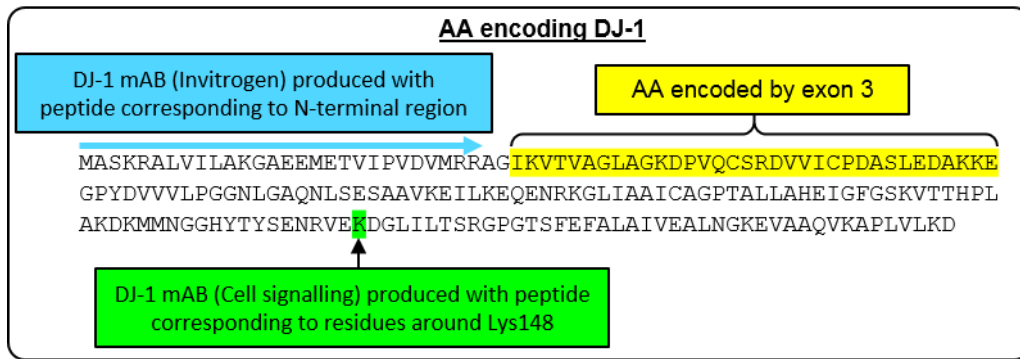 AA encoding DJ-1
DJ-1 mAB (Invitrogen) produced with
peptide corresponding to N-terminal region
AA encoded by exon 3
MASKRALVILAKGAEEMETVIPVDVMRRAGIKVTVAGLAGKDPVQCSRDVVICPDASLEDAKKE
GPYDVVVLPGGNLGAQNLSESAAVKEILKEQENRKGLIAAICAGPTALLAHEIGFGSKVTTHPL
AKDKMMNGGHYTYSENRVEKDGLILTSRGPGTSFEFALAIVEALNGKEVAAQVKAPLVLKD
DJ-1 mAB (Cell signalling) produced with peptide
corresponding to residues around Lys148